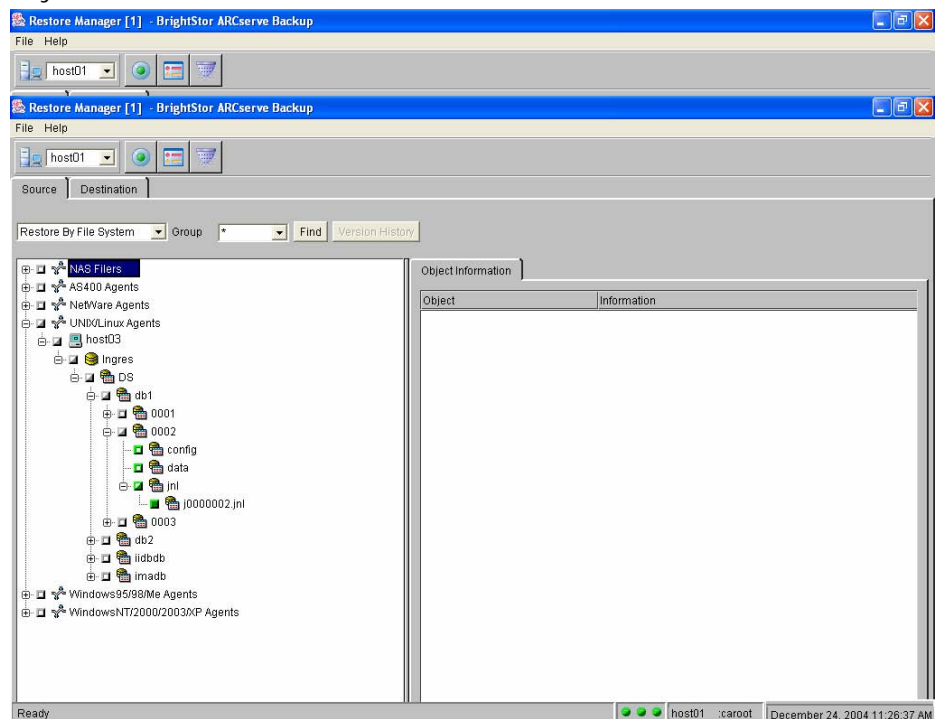 Restore Manager [1] - BrightStor ARCserve Backup
File Help
host01
Restore Manager [1] - BrightStor ARCserve Backup
File Help
host01
Source Destination
Restore By File System Group * Find Version History
NAS Filers
AS400 Agents
NetWare Agents
UNIX/Linux Agents
host03
Ingres
DS
db1
0001
0002
config
data
jnl
j0000002.jnl
0003
db2
iidbdb
imadb
Windows95/98/Me Agents
WindowsNT/2000/2003/XP Agents
Object Information
Object Information
Ready host01 :caroot December 24, 2004 11:26:37 AM